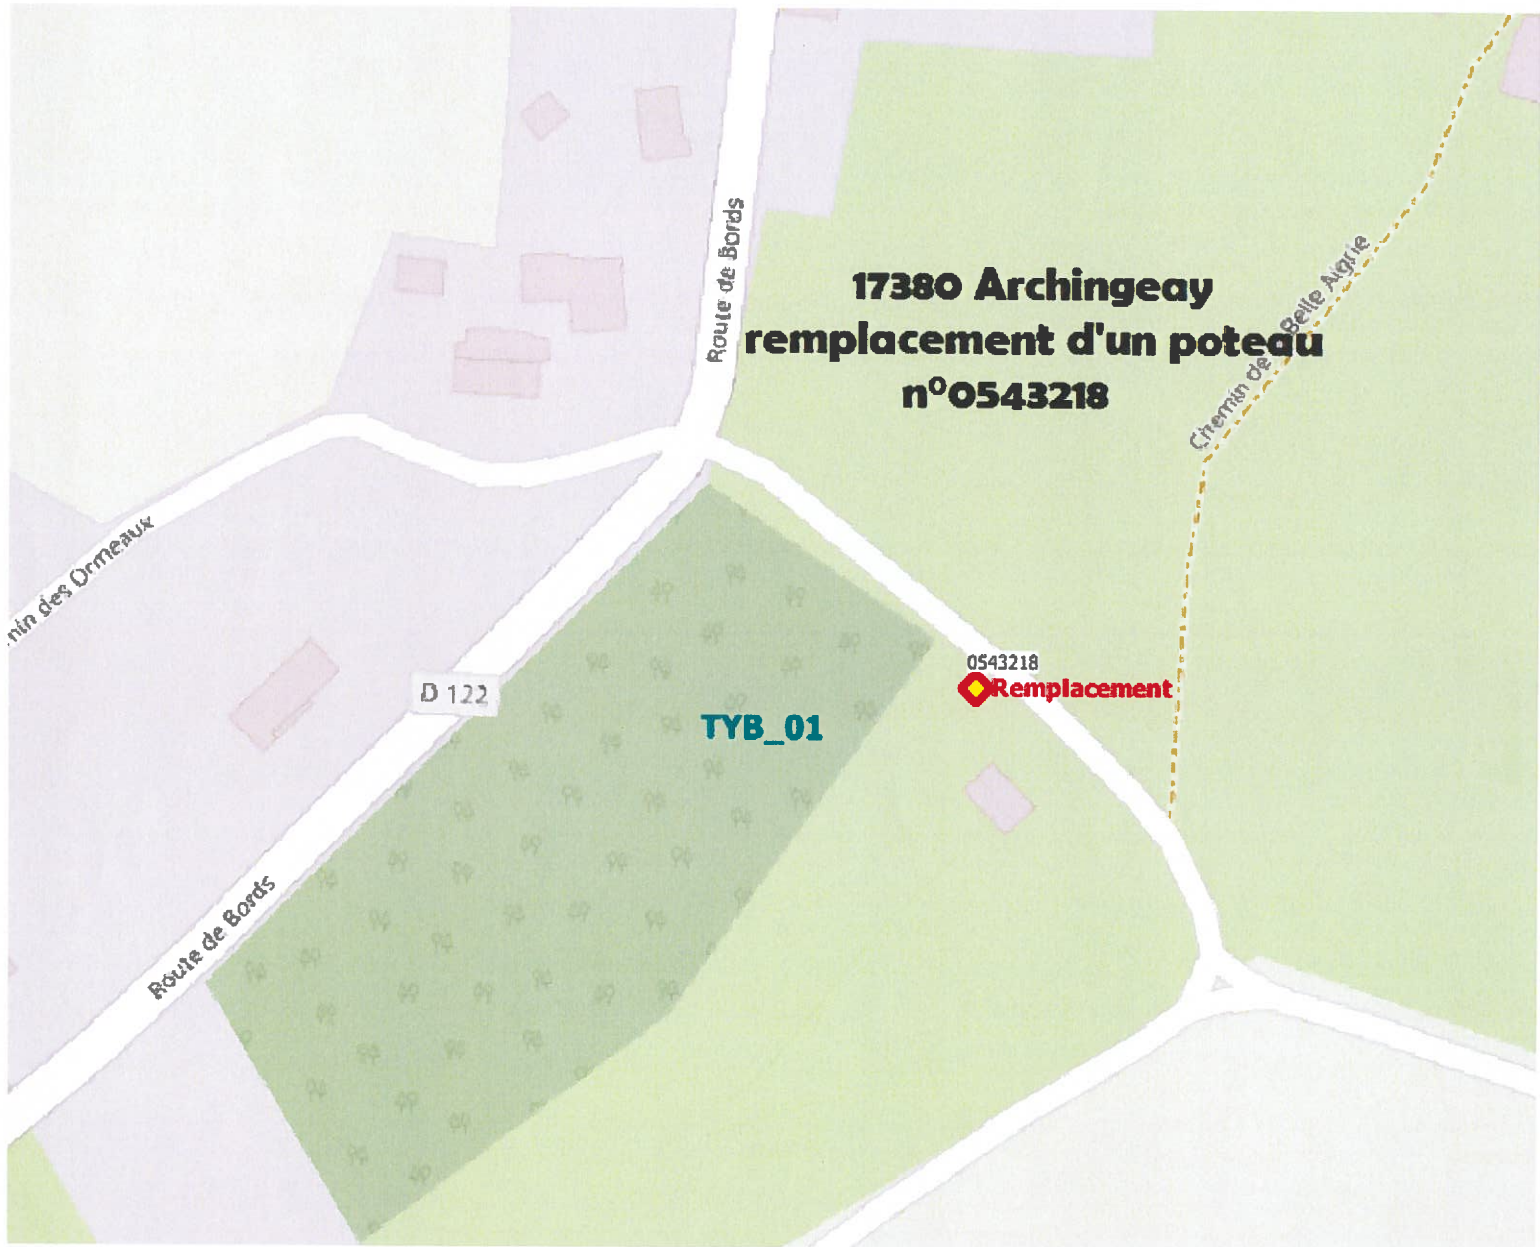 Route de Bords
17380 Archingeay
remplacement d'un poteau
n°0543218
Chemin de Belle Aigrie
min des Ormeaux
0543218
Remplacement
D 122
TYB_01
Route de Bords